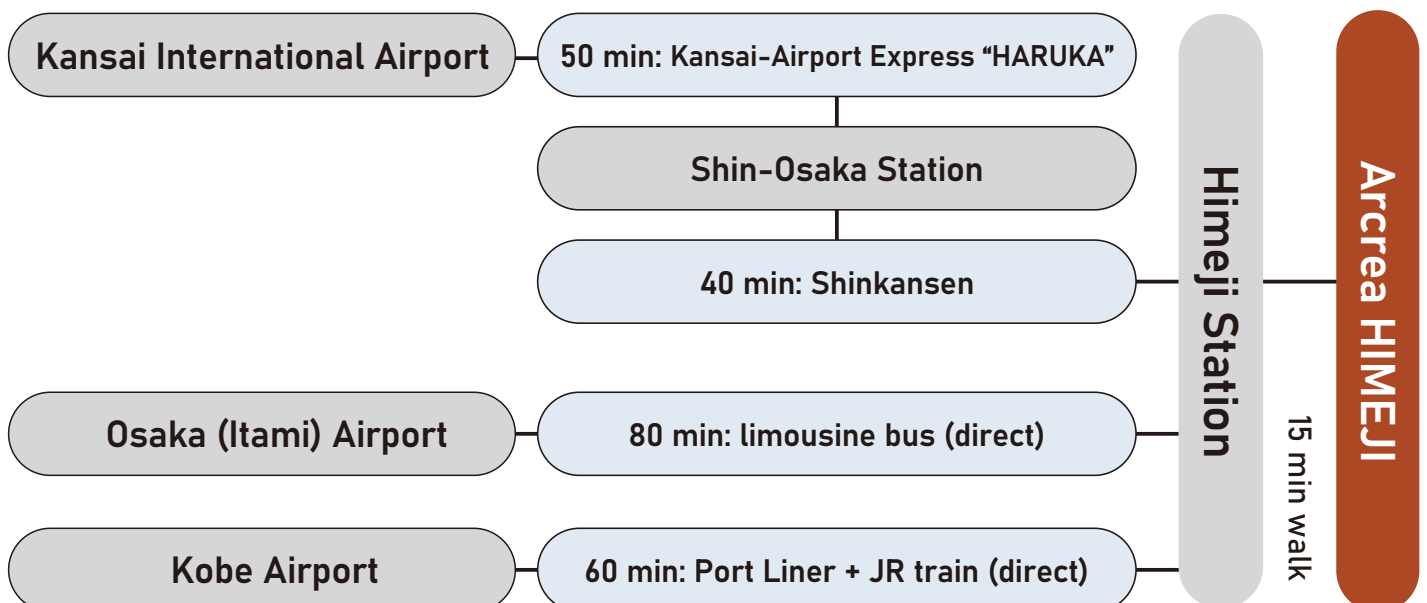 Kansai International Airport
50 min: Kansai-Airport Express “HARUKA”
Shin-Osaka Station
40 min: Shinkansen
Osaka (Itami) Airport
80 min: limousine bus (direct)
Kobe Airport
60 min: Port Liner + JR train (direct)
Himeji Station
15 min walk
Arcrea HIMEJI